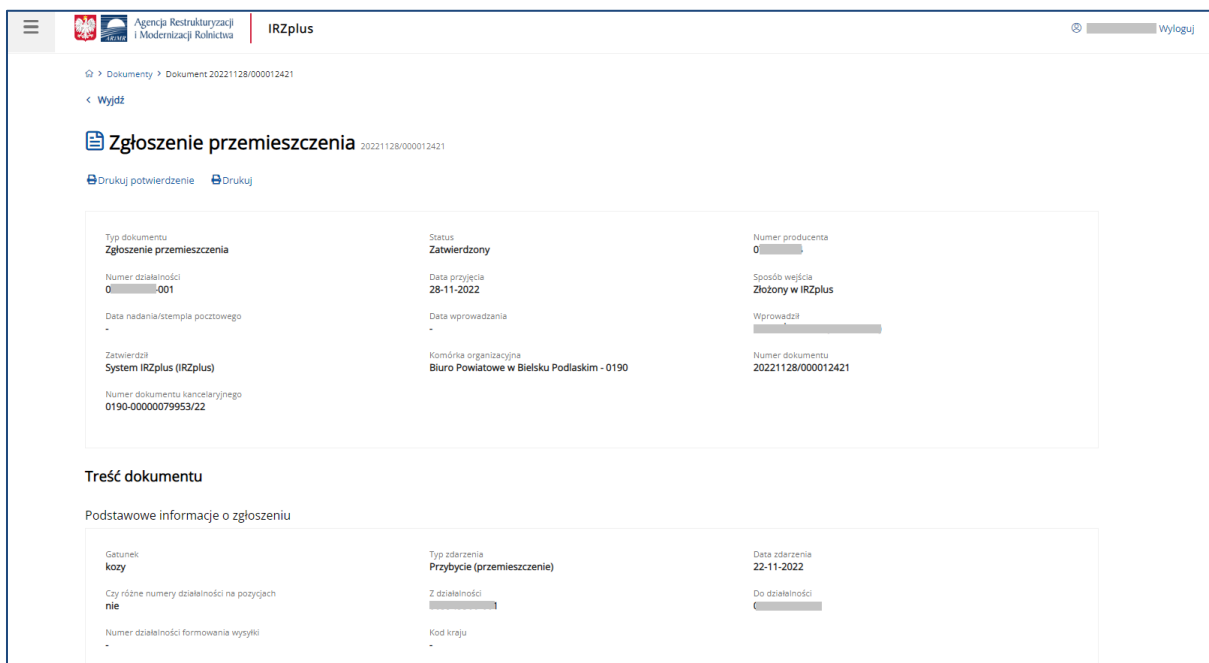 Agencja Restrukturyzacji
i Modernizacji Rolnictwa
ARiMR
IRZplus
Wyloguj
> Dokumenty > Dokument 20221128/000012421
< Wyjdź
Zgłoszenie przemieszczenia 20221128/000012421
Drukuj potwierdzenie Drukuj
Typ dokumentu Status Numer producenta
Zgłoszenie przemieszczenia Zatwierdzony 0
Numer działalności Data przyjęcia Sposób wejścia
0 -001 28-11-2022 Złożony w IRZplus
Data nadania/stempla pocztowego Data wprowadzania Wprowadził
- -
Zatwierdził Komórka organizacyjna Numer dokumentu
System IRZplus (IRZplus) Biuro Powiatowe w Bielsku Podlaskim - 0190 20221128/000012421
Numer dokumentu kancelaryjnego
0190-00000079953/22
Treść dokumentu
Podstawowe informacje o zgłoszeniu
Gatunek Typ zdarzenia Data zdarzenia
kozy Przybycie (przemieszczenie) 22-11-2022
Czy różne numery działalności na pozycjach Z działalności Do działalności
nie 1 0
Numer działalności formowania wysyłki Kod kraju
- -